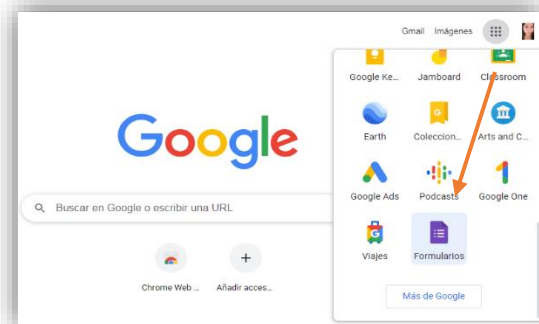 Gmail Imágenes
Google Ke... Jamboard Classroom
Google
Earth Coleccion... Arts and C...
Google Ads Podcasts Google One
Buscar en Google o escribir una URL
Viajes Formularios
Chrome Web ... Añadir acces...
Más de Google